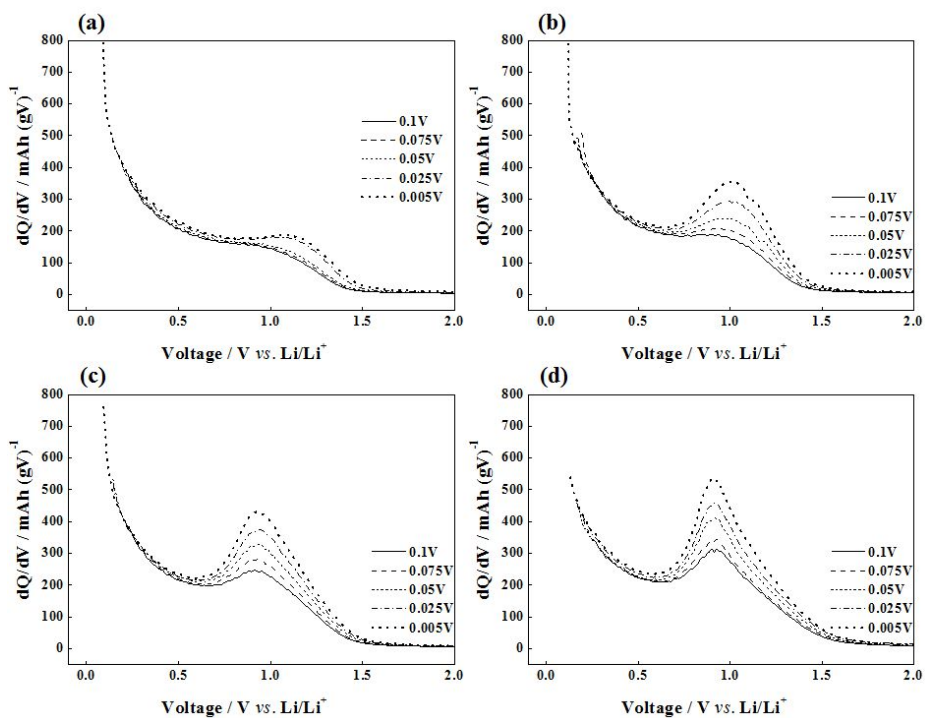 (a)
800
700
600
500
400
300
200
100
0
dQ/dV / mAh (gV)⁻¹
0.1V
0.075V
0.05V
0.025V
0.005V
0.0 0.5 1.0 1.5 2.0
Voltage / V vs. Li/Li⁺
(b)
800
700
600
500
400
300
200
100
0
dQ/dV / mAh (gV)⁻¹
0.1V
0.075V
0.05V
0.025V
0.005V
0.0 0.5 1.0 1.5 2.0
Voltage / V vs. Li/Li⁺
(c)
800
700
600
500
400
300
200
100
0
dQ/dV / mAh (gV)⁻¹
0.1V
0.075V
0.05V
0.025V
0.005V
0.0 0.5 1.0 1.5 2.0
Voltage / V vs. Li/Li⁺
(d)
800
700
600
500
400
300
200
100
0
dQ/dV / mAh (gV)⁻¹
0.1V
0.075V
0.05V
0.025V
0.005V
0.0 0.5 1.0 1.5 2.0
Voltage / V vs. Li/Li⁺